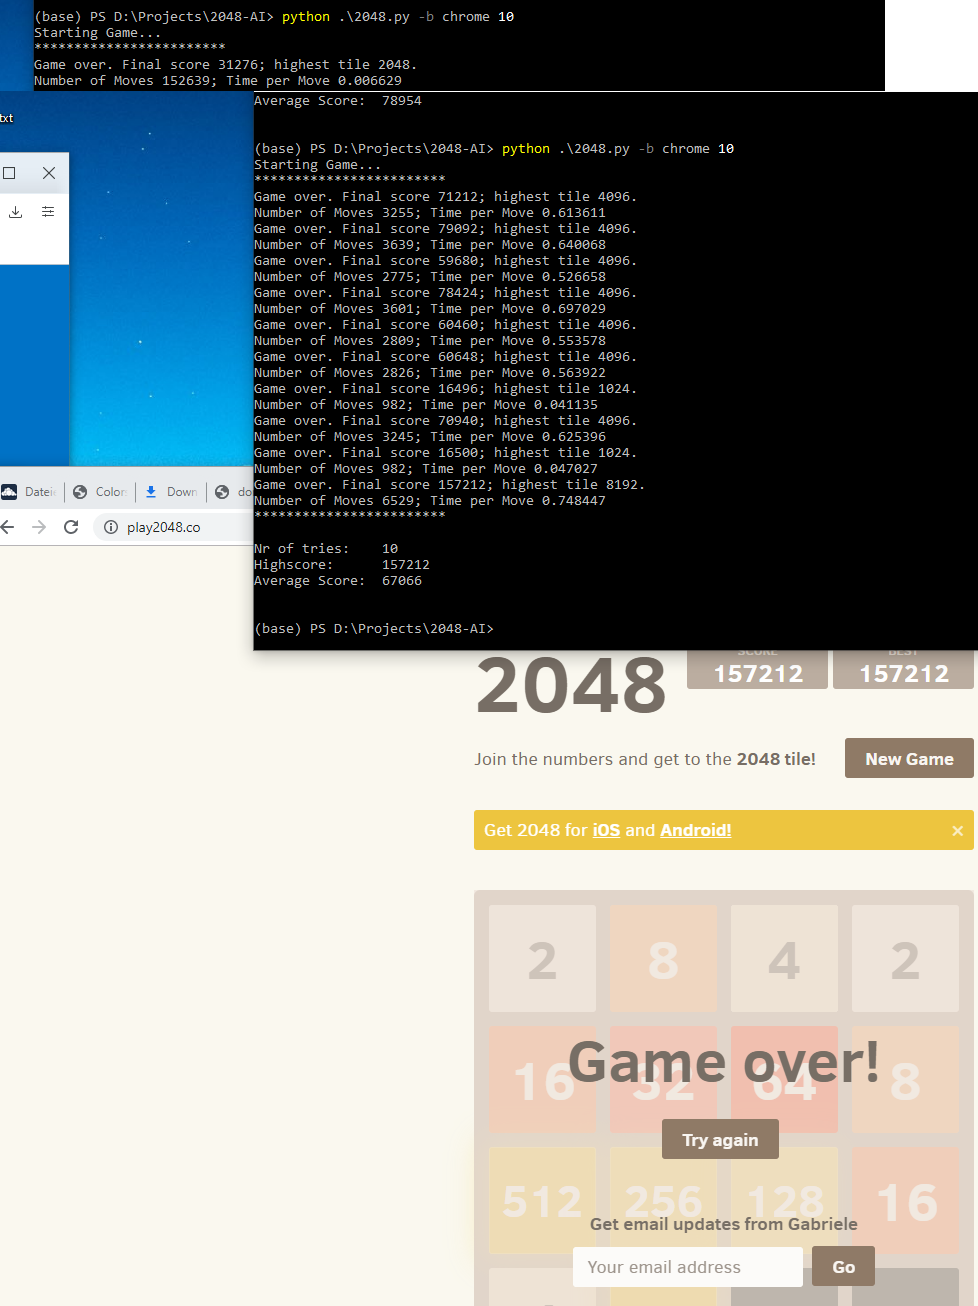 (base) PS D:\Projects\2048-AI> python .\2048.py -b chrome 10
Starting Game...
************************
Game over. Final score 31276; highest tile 2048.
Number of Moves 152639; Time per Move 0.006629
Average Score:  78954
txt
(base) PS D:\Projects\2048-AI> python .\2048.py -b chrome 10
Starting Game...
************************
Game over. Final score 71212; highest tile 4096.
Number of Moves 3255; Time per Move 0.613611
Game over. Final score 79092; highest tile 4096.
Number of Moves 3639; Time per Move 0.640068
Game over. Final score 59680; highest tile 4096.
Number of Moves 2775; Time per Move 0.526658
Game over. Final score 78424; highest tile 4096.
Number of Moves 3601; Time per Move 0.697029
Game over. Final score 60460; highest tile 4096.
Number of Moves 2809; Time per Move 0.553578
Game over. Final score 60648; highest tile 4096.
Number of Moves 2826; Time per Move 0.563922
Game over. Final score 16496; highest tile 1024.
Number of Moves 982; Time per Move 0.041135
Game over. Final score 70940; highest tile 4096.
Number of Moves 3245; Time per Move 0.625396
Game over. Final score 16500; highest tile 1024.
Number of Moves 982; Time per Move 0.047027
Game over. Final score 157212; highest tile 8192.
Number of Moves 6529; Time per Move 0.748447
************************
Nr of tries:    10
Highscore:      157212
Average Score:  67066
(base) PS D:\Projects\2048-AI>
Datei Color Down do
play2048.co
2048
SCORE
157212
BEST
157212
Join the numbers and get to the 2048 tile!
New Game
Get 2048 for iOS and Android! ×
2 8 4 2
16 32 64 8
Game over!
Try again
512 256 128 16
Get email updates from Gabriele
Your email address
Go